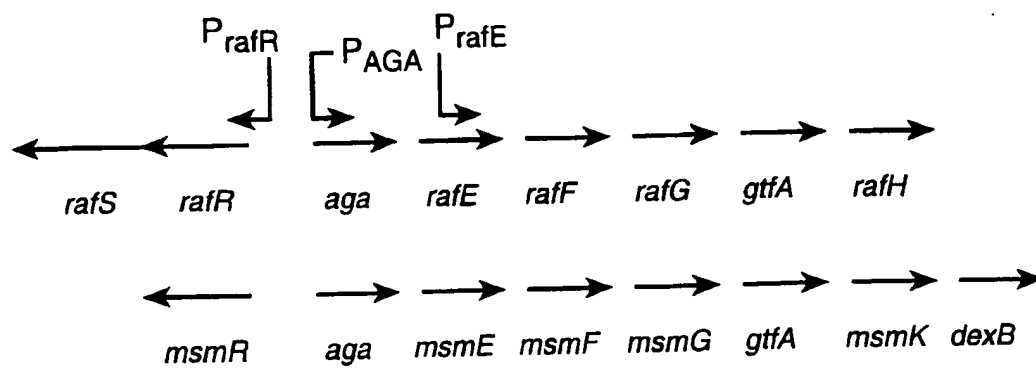 PrafR PAGA PrafE
rafS rafR aga rafE rafF rafG gtfA rafH
msmR aga msmE msmF msmG gtfA msmK dexB